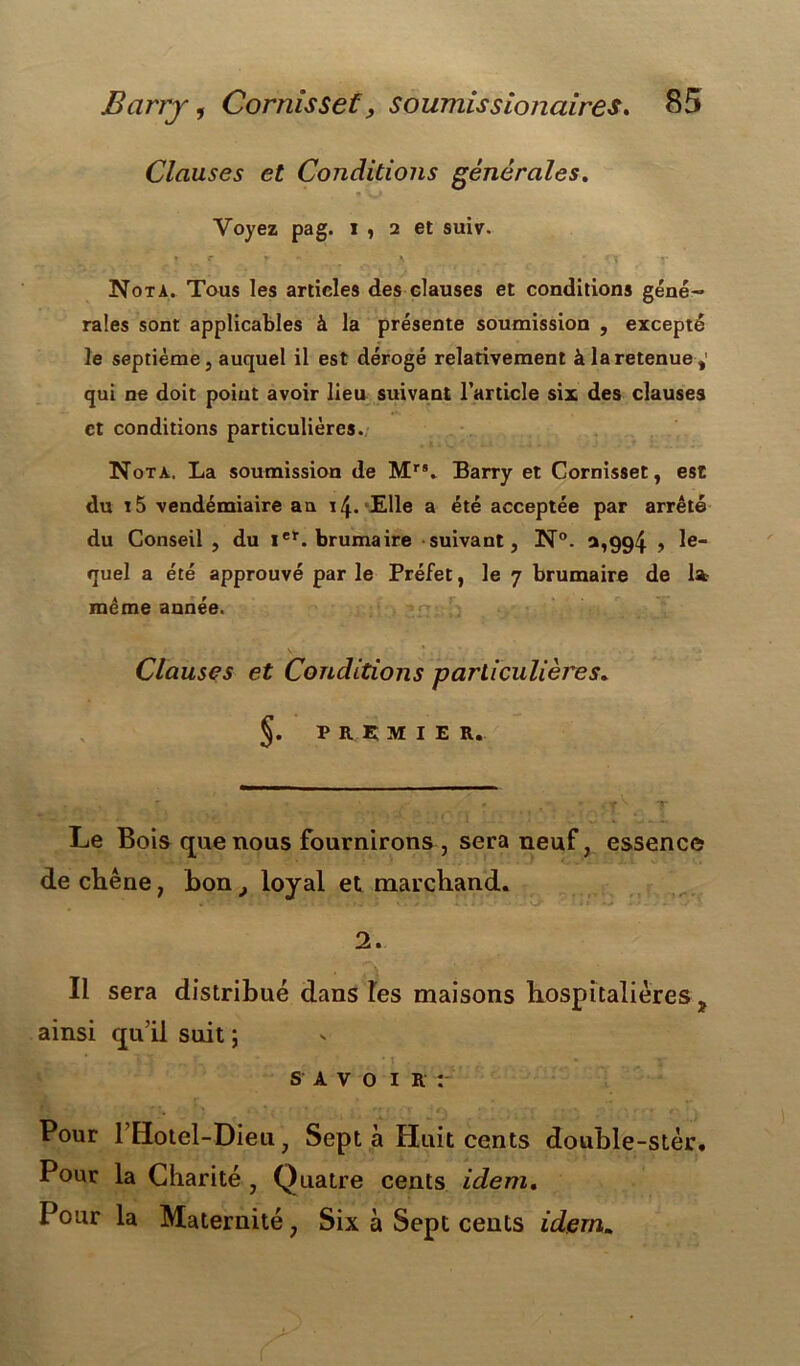 Barry, Cornisset, soumissionaires. 85
Clauses et Conditions générales.
Voyez pag. 1, 2 et suiv.
NOTA. Tous les articles des clauses et conditions géné-
rales sont applicables à la présente soumission , excepté
le septième, auquel il est dérogé relativement à la retenue,
qui ne doit point avoir lieu suivant l'article six des clauses
et conditions particulières.
NOTA. La soumission de Mrs. Barry et Cornisset, est
du 15 vendémiaire an 14. Elle a été acceptée par arrêté
du Conseil , du 1er. brumaire suivant, N°. 2,994 , le-
quel a été approuvé par le Préfet, le 7 brumaire de la
même année.
Clauses et Conditions particulières.
§. PREMIER.
Le Bois que nous fournirons, sera neuf, essence
de chêne, bon, loyal et marchand.
2.
Il sera distribué dans les maisons hospitalières,
ainsi qu'il suit ;
SAVOIR :
Pour l'Hotel-Dieu, Sept à Huit cents double-stèr.
Pour la Charité , Quatre cents idem.
Pour la Maternité, Six à Sept cents idem.